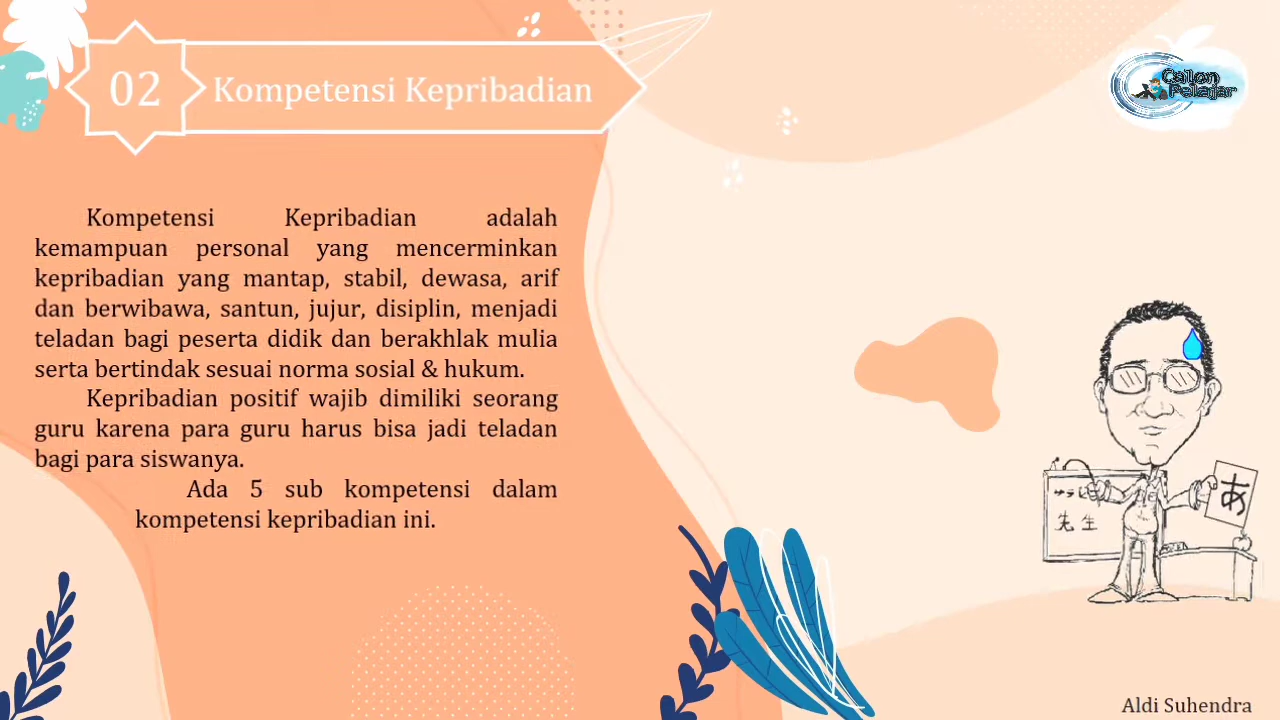 02
Kompetensi Kepribadian
Calon
Pelajar
Kompetensi Kepribadian adalah
kemampuan personal yang mencerminkan
kepribadian yang mantap, stabil, dewasa, arif
dan berwibawa, santun, jujur, disiplin, menjadi
teladan bagi peserta didik dan berakhlak mulia
serta bertindak sesuai norma sosial & hukum.
Kepribadian positif wajib dimiliki seorang
guru karena para guru harus bisa jadi teladan
bagi para siswanya.
Ada 5 sub kompetensi dalam
kompetensi kepribadian ini.
先生
あ
Aldi Suhendra